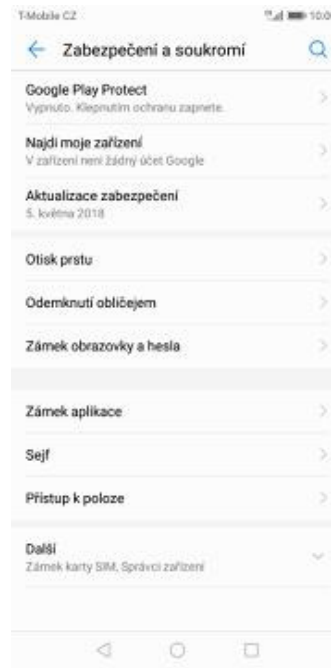 T-Mobile CZ
10:0
Zabezpečení a soukromí
Google Play Protect
Vypnuto. Klepnutím ochranu zapnete.
Najdi moje zařízení
V zařízení není žádný účet Google
Aktualizace zabezpečení
5. května 2018
Otisk prstu
Odemknutí obličejem
Zámek obrazovky a hesla
Zámek aplikace
Sejf
Přístup k poloze
Další
Zámek karty SIM, Správci zařízení